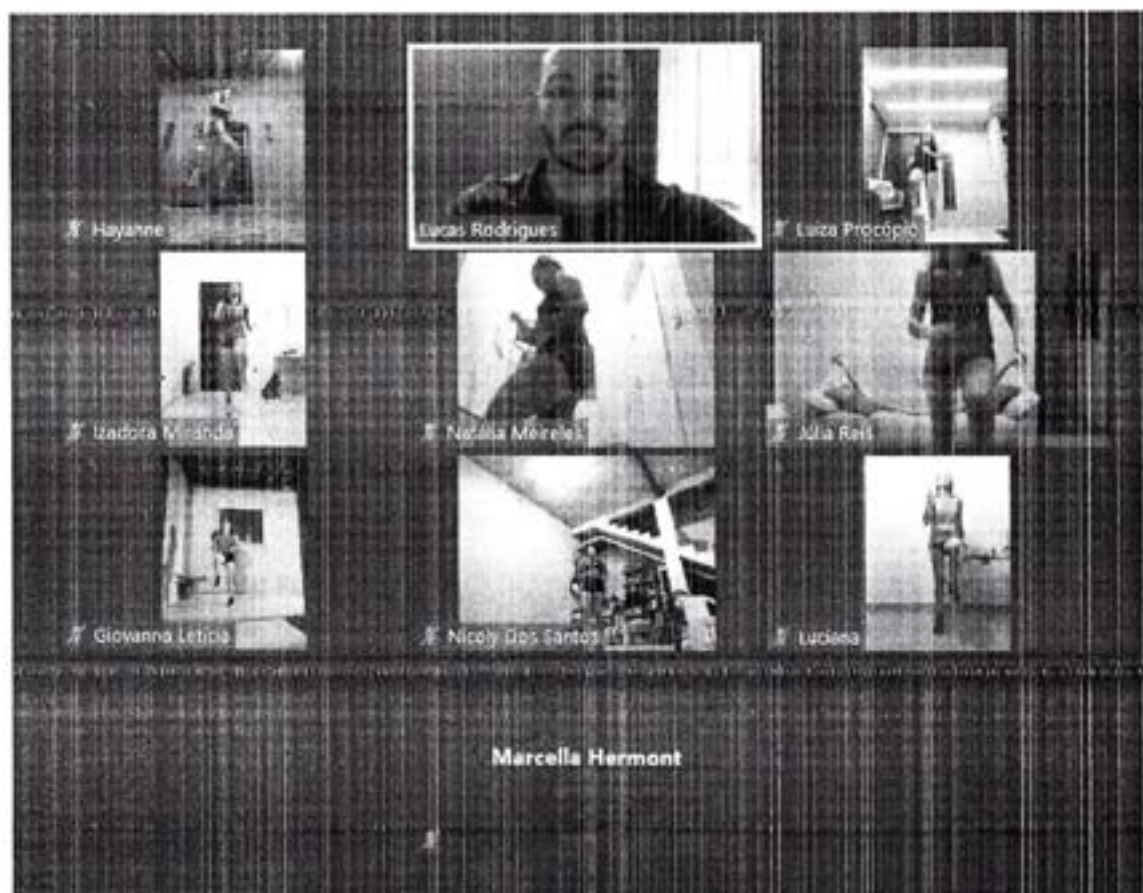 Hayanne
Lucas Rodrigues
Luiza Procópio
Izadora Miranda
Natália Meireles
Júlia Reis
Giovanna Letícia
Nicoly Dos Santos
Luciana
Marcella Hermont